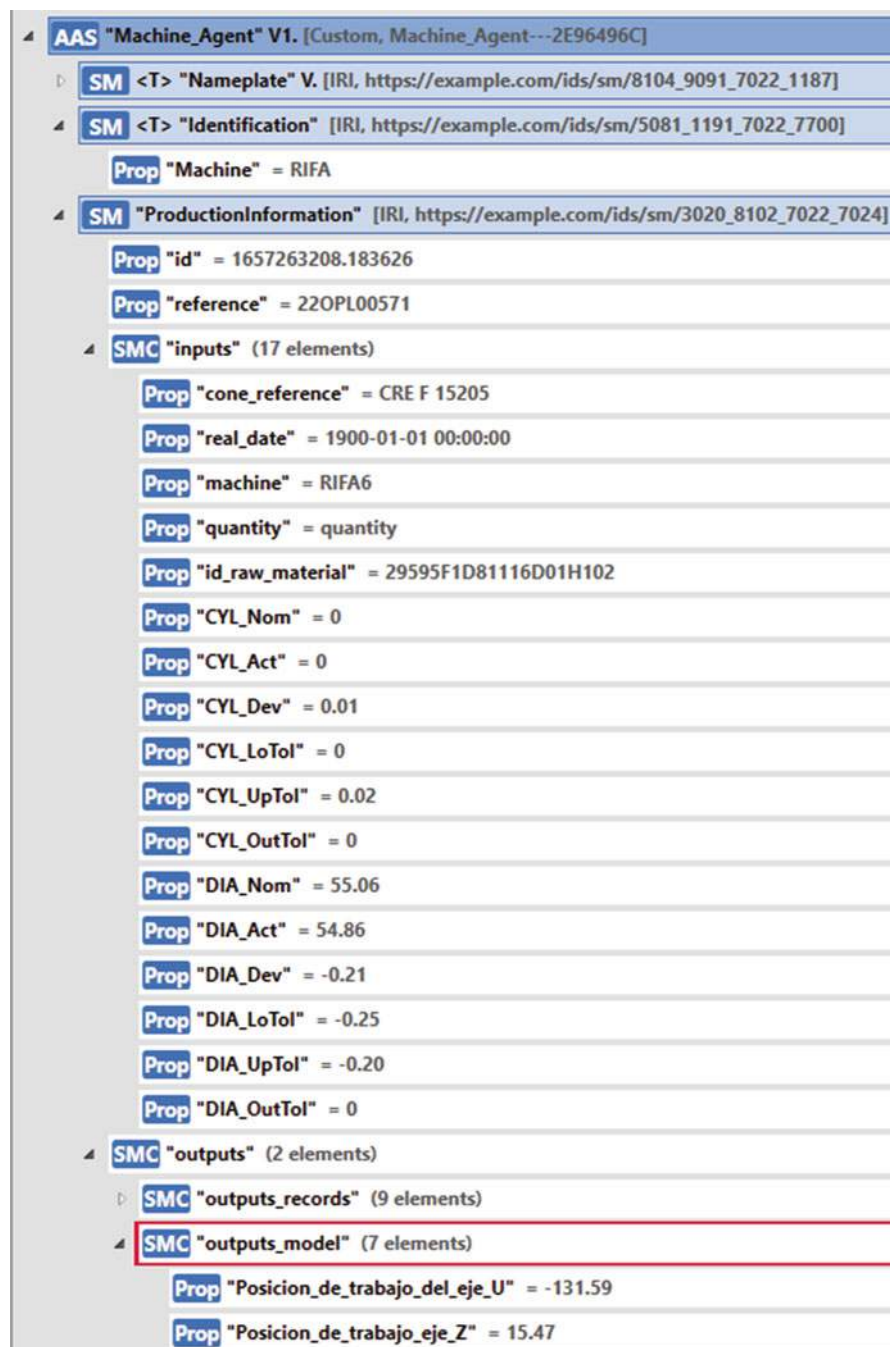 AAS "Machine_Agent" V1. [Custom, Machine_Agent---2E96496C]
SM <T> "Nameplate" V. [IRI, https://example.com/ids/sm/8104_9091_7022_1187]
SM <T> "Identification" [IRI, https://example.com/ids/sm/5081_1191_7022_7700]
Prop "Machine" = RIFA
SM "ProductionInformation" [IRI, https://example.com/ids/sm/3020_8102_7022_7024]
Prop "id" = 1657263208.183626
Prop "reference" = 22OPL00571
SMC "inputs" (17 elements)
Prop "cone_reference" = CRE F 15205
Prop "real_date" = 1900-01-01 00:00:00
Prop "machine" = RIFA6
Prop "quantity" = quantity
Prop "id_raw_material" = 29595F1D81116D01H102
Prop "CYL_Nom" = 0
Prop "CYL_Act" = 0
Prop "CYL_Dev" = 0.01
Prop "CYL_LoTol" = 0
Prop "CYL_UpTol" = 0.02
Prop "CYL_OutTol" = 0
Prop "DIA_Nom" = 55.06
Prop "DIA_Act" = 54.86
Prop "DIA_Dev" = -0.21
Prop "DIA_LoTol" = -0.25
Prop "DIA_UpTol" = -0.20
Prop "DIA_OutTol" = 0
SMC "outputs" (2 elements)
SMC "outputs_records" (9 elements)
SMC "outputs_model" (7 elements)
Prop "Posicion_de_trabajo_del_eje_U" = -131.59
Prop "Posicion_de_trabajo_eje_Z" = 15.47